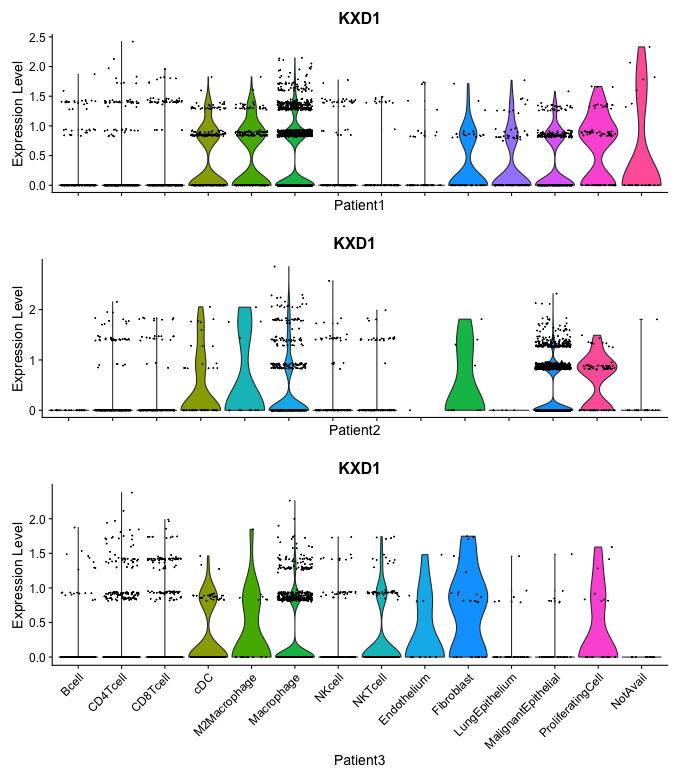 KXD1
Expression Level
2.5
2.0
1.5
1.0
0.5
0.0
Patient1
KXD1
Expression Level
2
1
0
Patient2
KXD1
Expression Level
2.0
1.5
1.0
0.5
0.0
Bcell
CD4Tcell
CD8Tcell
cDC
M2Macrophage
Macrophage
NKcell
NKTcell
Endothelium
Fibroblast
LungEpithelium
MalignantEpithelial
ProliferatingCell
NotAvail
Patient3